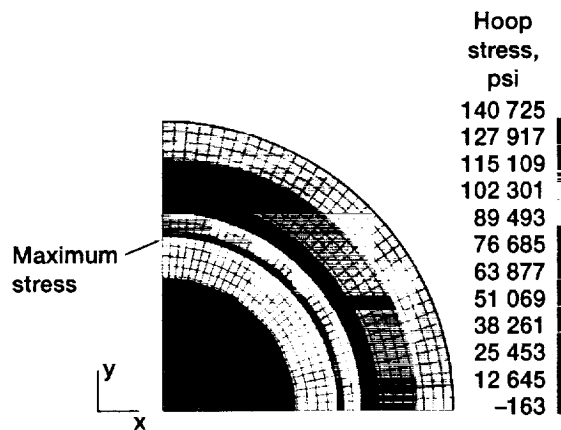 Hoop
stress,
psi
140 725
127 917
115 109
102 301
89 493
76 685
63 877
51 069
38 261
25 453
12 645
−163
Maximum
stress
y
x